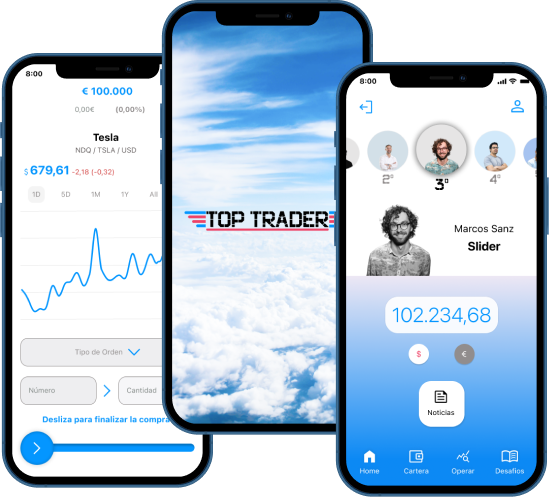 8:00
€ 100.000
0,00€ (0,00%)
Tesla
NDQ / TSLA / USD
$ 679,61 -2,18 (-0,32)
1D 5D 1M 1Y All
Tipo de Orden
Número
Cantidad
Desliza para finalizar la compra
TOP TRADER
8:00
2º
3º
4º
Marcos Sanz
Slider
102.234,68
$ €
Noticias
Home Cartera Operar Desafíos